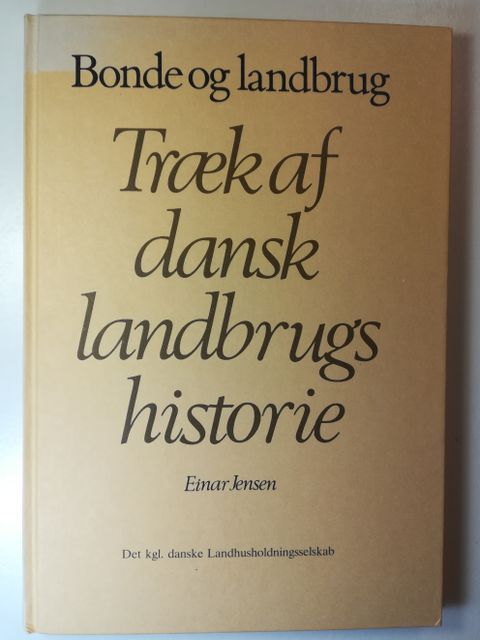 Bonde og landbrug
Træk af
dansk
landbrugs
historie
Einar Jensen
Det kgl. danske Landhusholdningsselskab